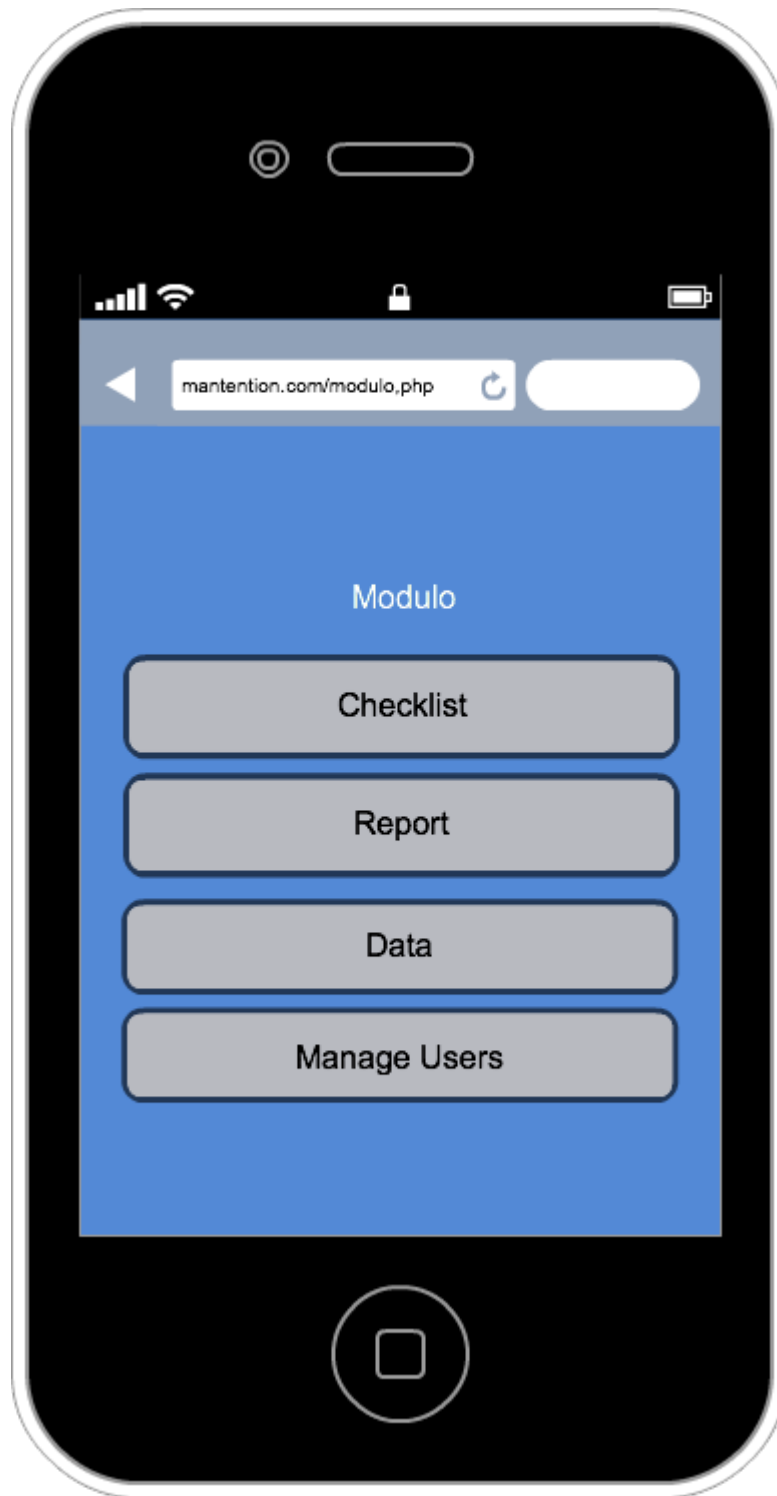 mantention.com/modulo,php
Modulo
Checklist
Report
Data
Manage Users